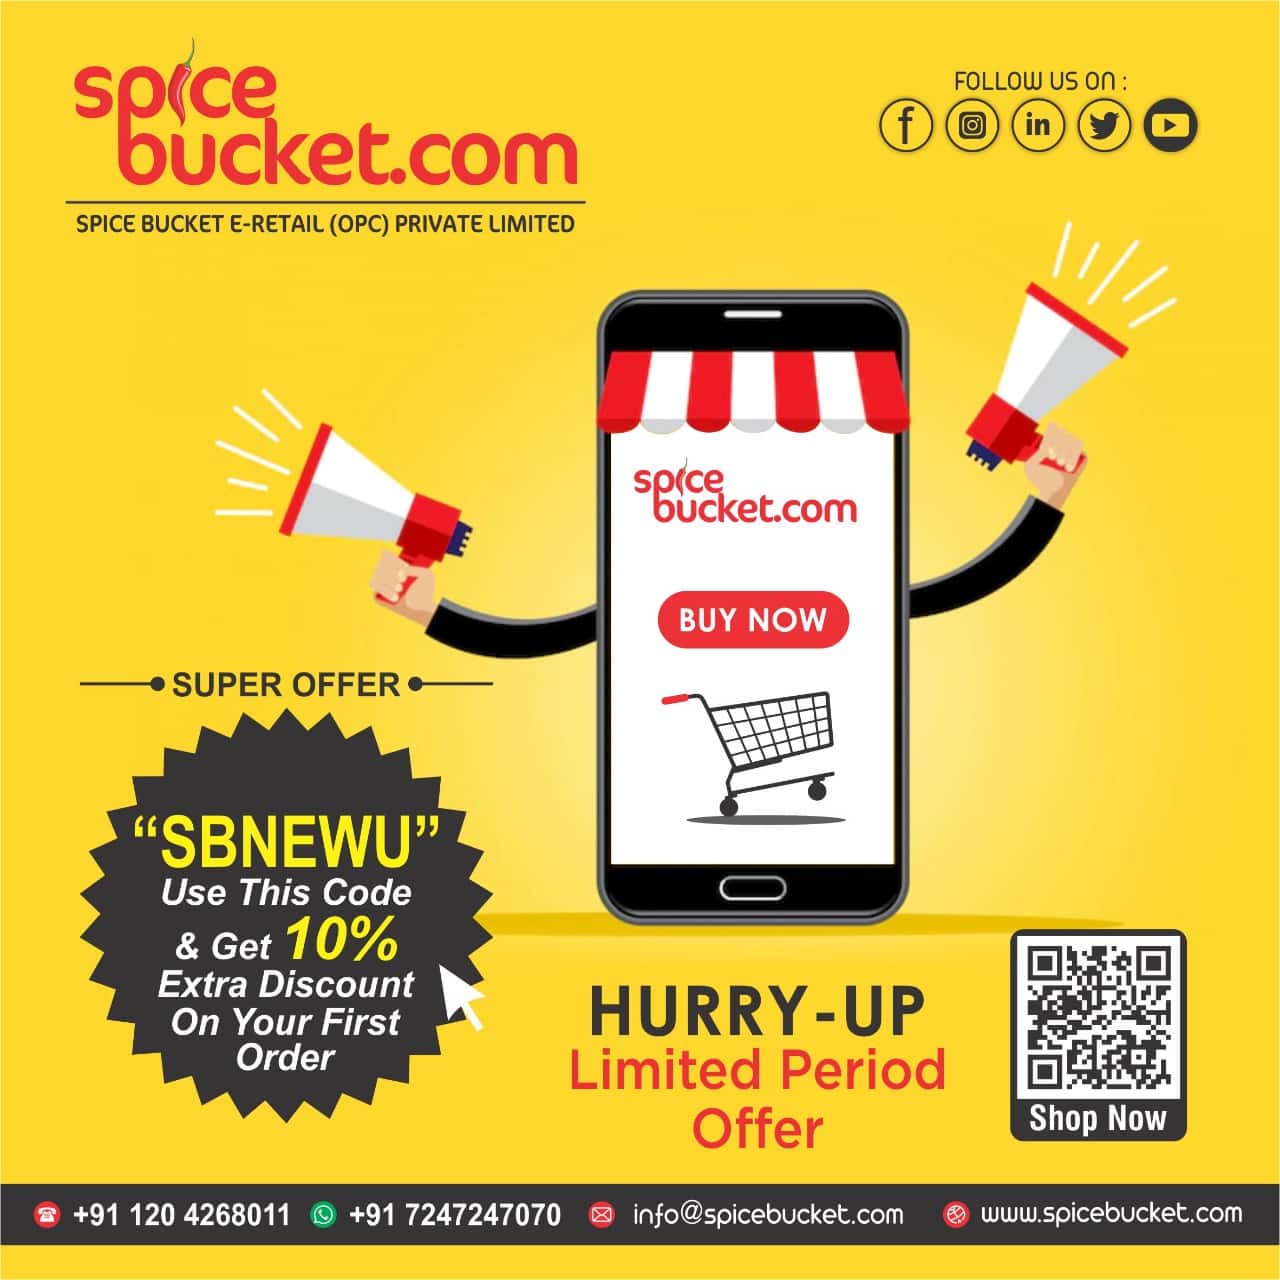 spice
bucket.com
SPICE BUCKET E-RETAIL (OPC) PRIVATE LIMITED
FOLLOW US ON :
spice
bucket.com
BUY NOW
SUPER OFFER
“SBNEWU”
Use This Code
& Get 10%
Extra Discount
On Your First
Order
HURRY-UP
Limited Period
Offer
Shop Now
+91 120 4268011 +91 7247247070 info@spicebucket.com www.spicebucket.com